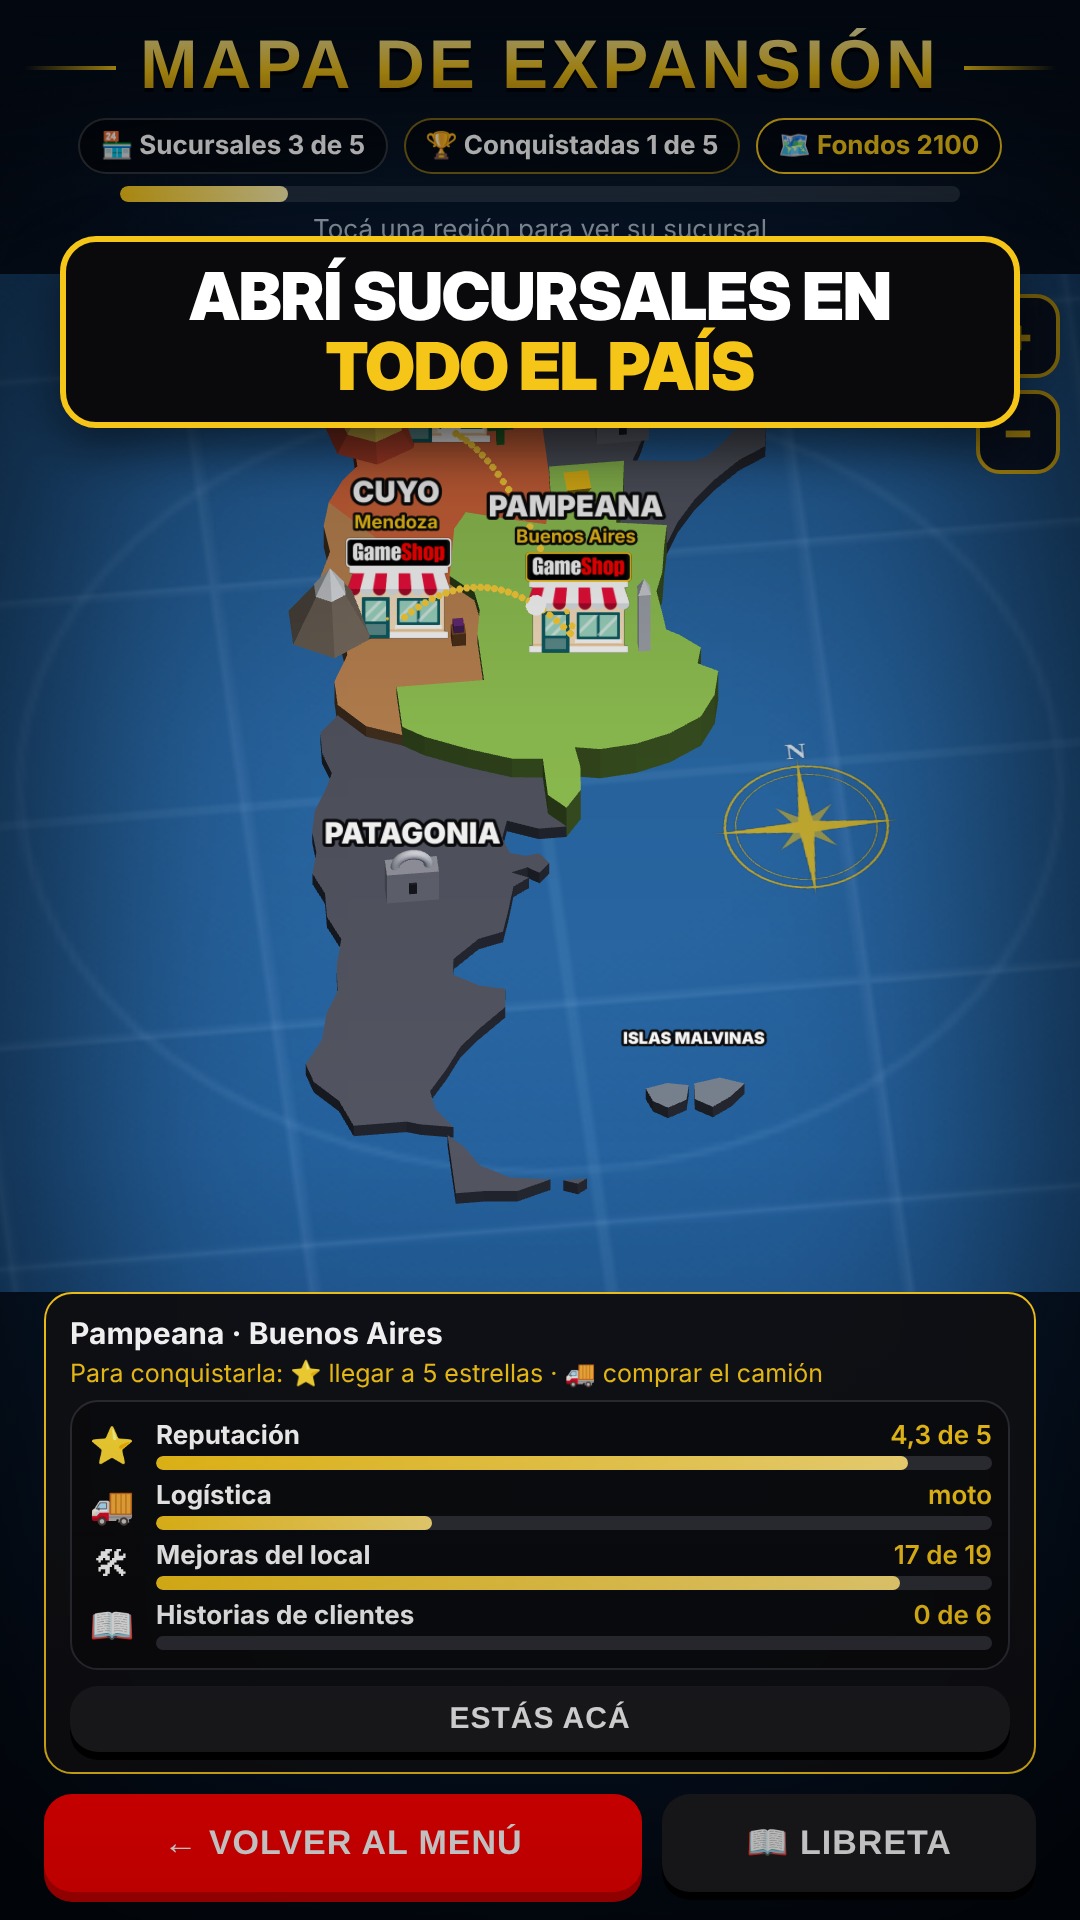 MAPA DE EXPANSIÓN
🏪 Sucursales 3 de 5
🏆 Conquistadas 1 de 5
🗺️ Fondos 2100
Tocá una región para ver su sucursal
ABRÍ SUCURSALES EN
TODO EL PAÍS
+
-
CUYO
Mendoza
GameShop
PAMPEANA
Buenos Aires
GameShop
N
PATAGONIA
ISLAS MALVINAS
Pampeana · Buenos Aires
Para conquistarla: ⭐ llegar a 5 estrellas · 🚚 comprar el camión
Reputación 4,3 de 5
Logística moto
Mejoras del local 17 de 19
Historias de clientes 0 de 6
ESTÁS ACÁ
← VOLVER AL MENÚ
📖 LIBRETA